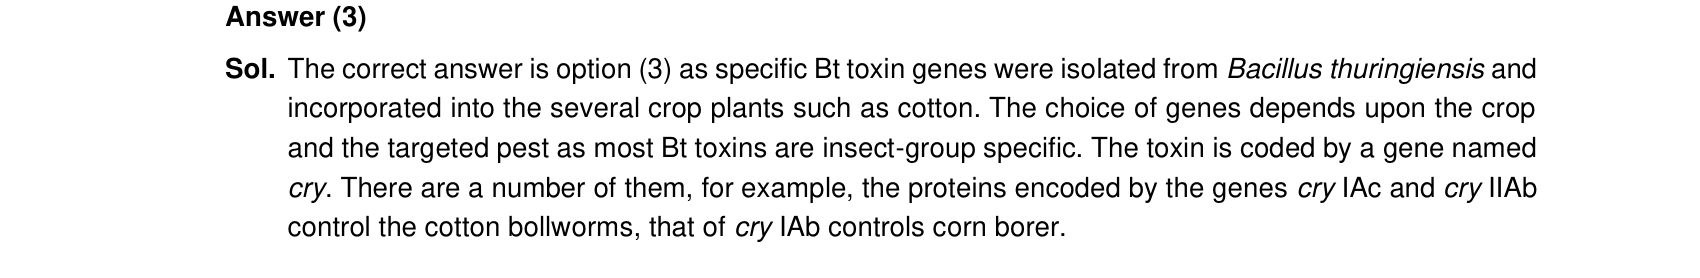 Answer (3)
Sol. The correct answer is option (3) as specific Bt toxin genes were isolated from Bacillus thuringiensis and
incorporated into the several crop plants such as cotton. The choice of genes depends upon the crop
and the targeted pest as most Bt toxins are insect-group specific. The toxin is coded by a gene named
cry. There are a number of them, for example, the proteins encoded by the genes cry IAc and cry IIAb
control the cotton bollworms, that of cry IAb controls corn borer.